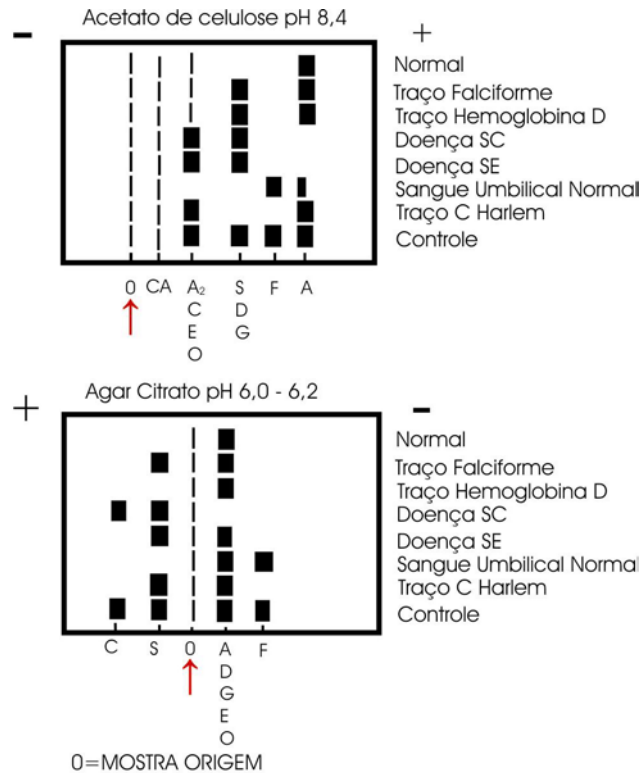 Acetato de celulose pH 8,4
- +
Normal
Traço Falciforme
Traço Hemoglobina D
Doença SC
Doença SE
Sangue Umbilical Normal
Traço C Harlem
Controle
0 CA A₂ S F A
C D
E G
O
Agar Citrato pH 6,0 - 6,2
+ -
Normal
Traço Falciforme
Traço Hemoglobina D
Doença SC
Doença SE
Sangue Umbilical Normal
Traço C Harlem
Controle
C S 0 A F
D
G
E
O
0=MOSTRA ORIGEM